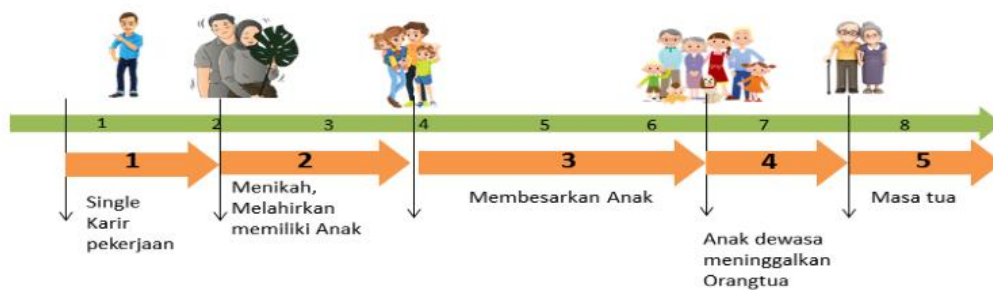 1 2 3 4 5 6 7 8
1 2 3 4 5
Single
Karir
pekerjaan
Menikah,
Melahirkan
memiliki Anak
Membesarkan Anak
Anak dewasa
meninggalkan
Orangtua
Masa tua